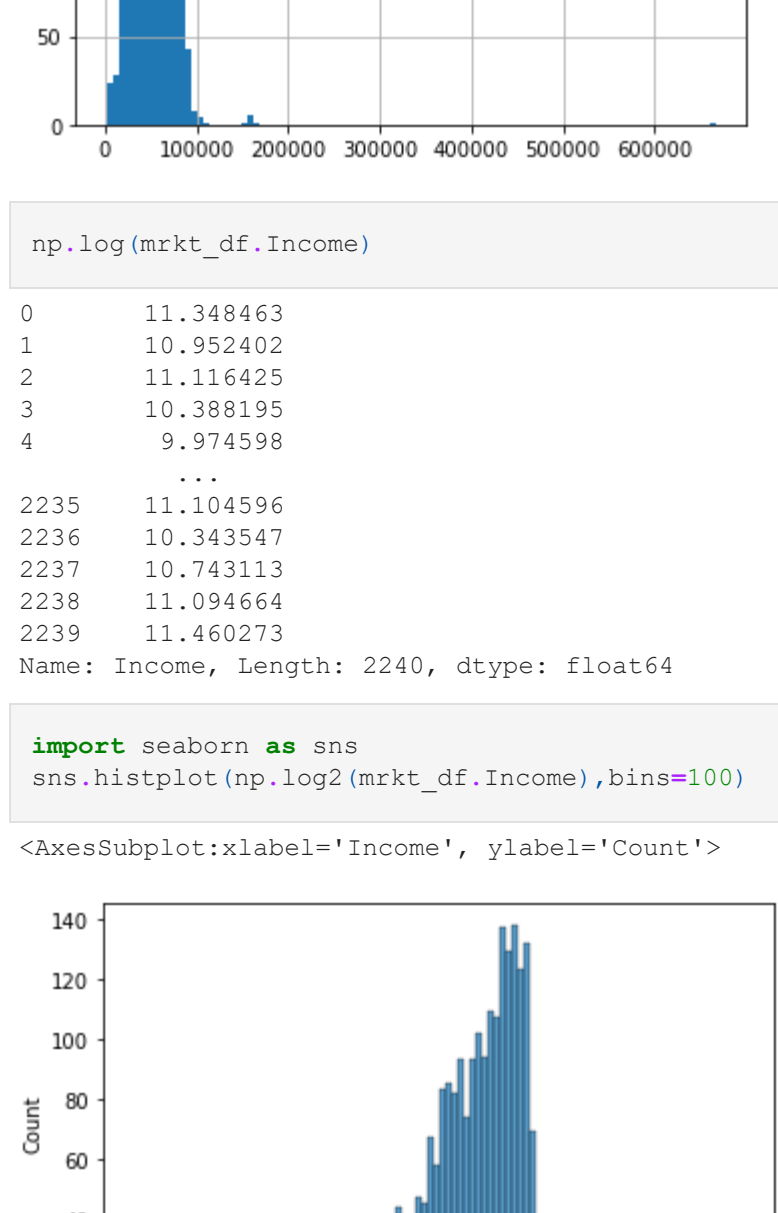 50
0
0 100000 200000 300000 400000 500000 600000
np.log(mrkt_df.Income)
0 11.348463
1 10.952402
2 11.116425
3 10.388195
4 9.974598
...
2235 11.104596
2236 10.343547
2237 10.743113
2238 11.094664
2239 11.460273
Name: Income, Length: 2240, dtype: float64
import seaborn as sns
sns.histplot(np.log2(mrkt_df.Income),bins=100)
<AxesSubplot:xlabel='Income', ylabel='Count'>
140
120
100
80
Count
60